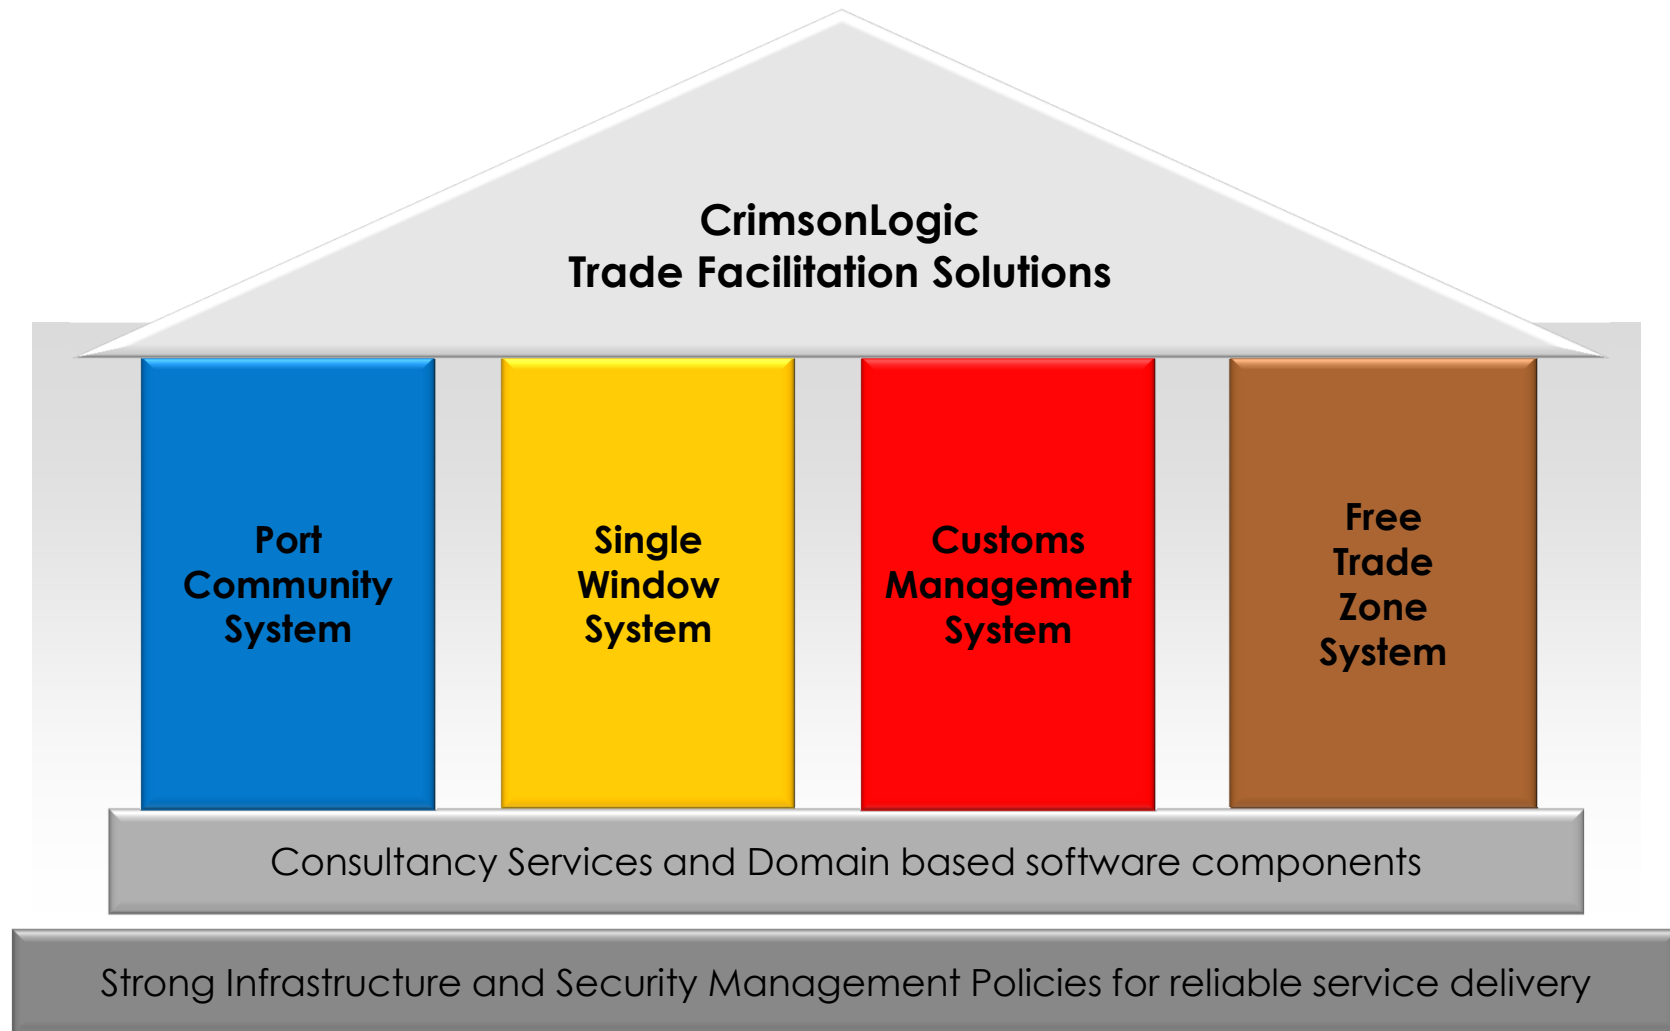 CrimsonLogic
Trade Facilitation Solutions
Port
Community
System
Single
Window
System
Customs
Management
System
Free
Trade
Zone
System
Consultancy Services and Domain based software components
Strong Infrastructure and Security Management Policies for reliable service delivery